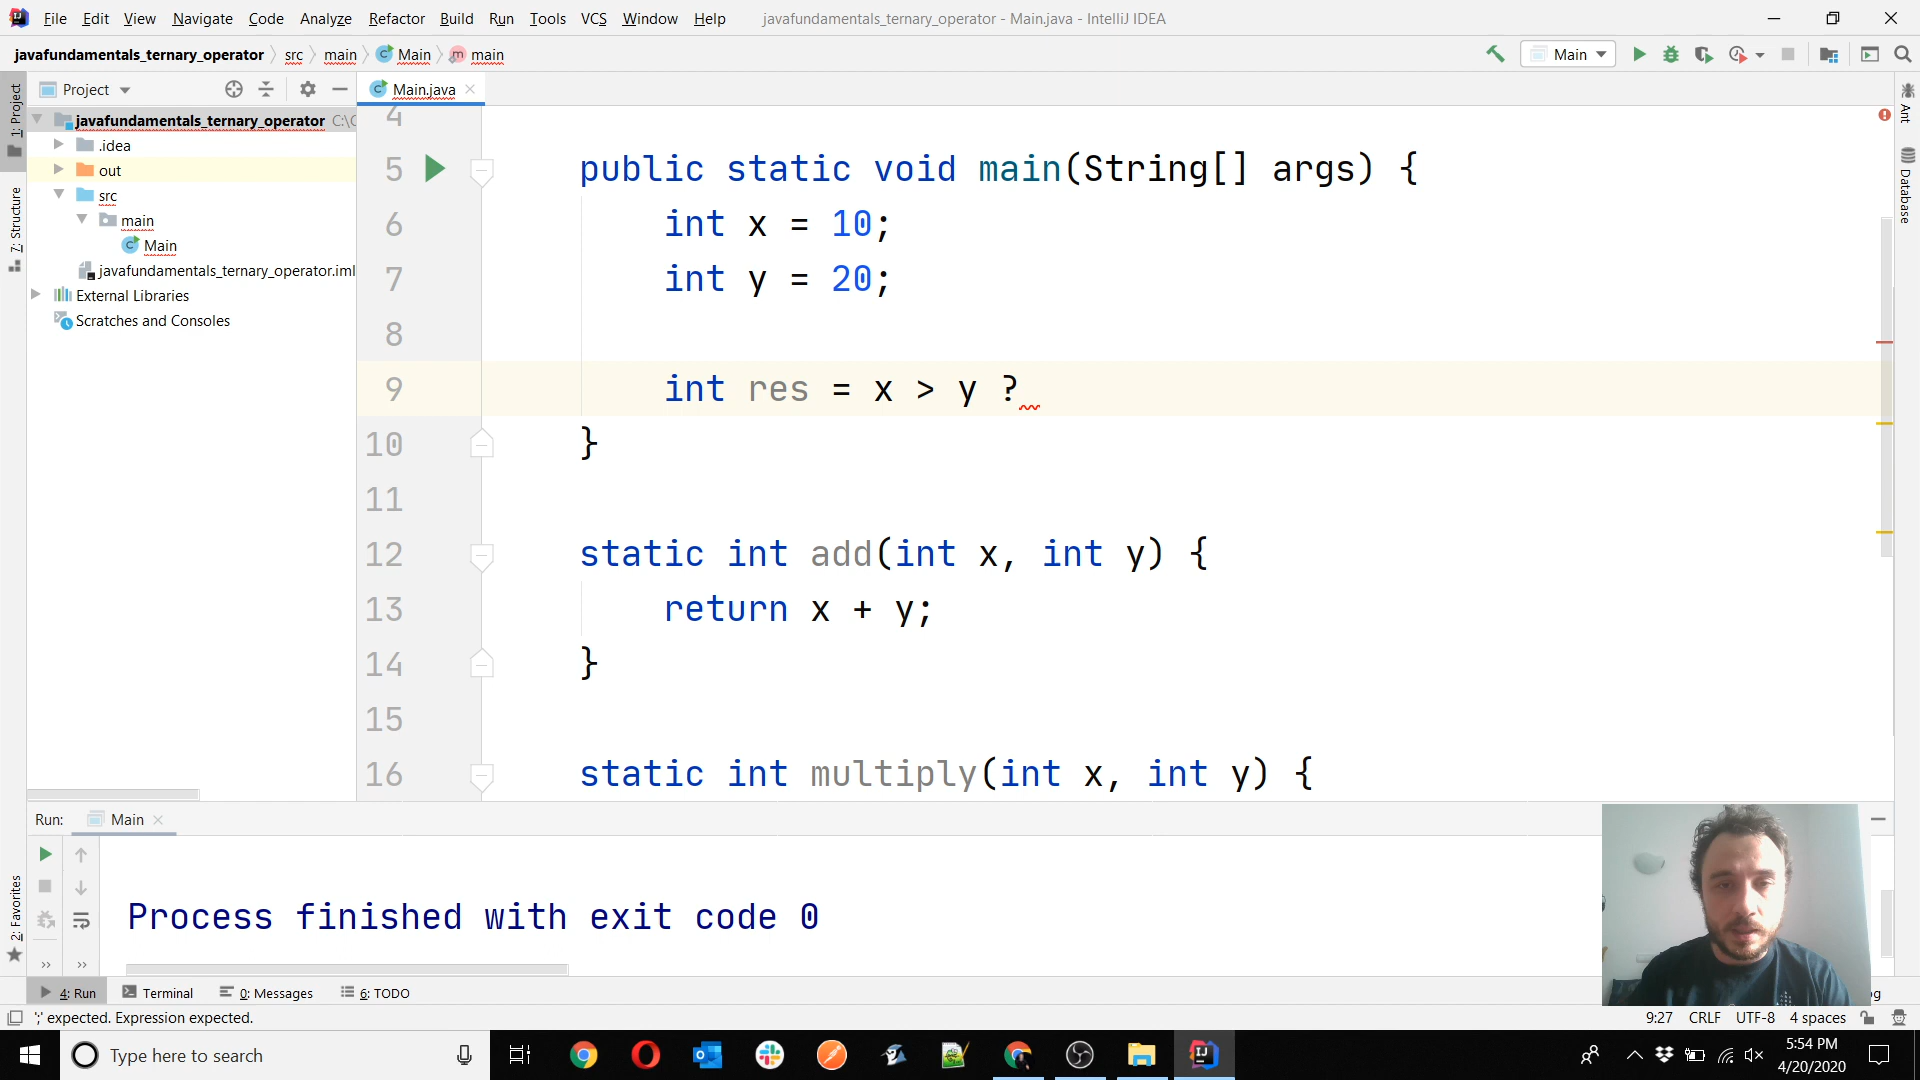 File Edit View Navigate Code Analyze Refactor Build Run Tools VCS Window Help javafundamentals_ternary_operator - Main.java - IntelliJ IDEA
javafundamentals_ternary_operator src main Main main
Main
1: Project
7: Structure
2: Favorites
Ant
Database
Project
javafundamentals_ternary_operator C:\
.idea
out
src
main
Main
javafundamentals_ternary_operator.iml
External Libraries
Scratches and Consoles
Main.java
4
5 public static void main(String[] args) {
6 int x = 10;
7 int y = 20;
8
9 int res = x > y ?
10 }
11
12 static int add(int x, int y) {
13 return x + y;
14 }
15
16 static int multiply(int x, int y) {
Run: Main
Process finished with exit code 0
4: Run Terminal 0: Messages 6: TODO
';' expected. Expression expected.
9:27 CRLF UTF-8 4 spaces
Type here to search
5:54 PM
4/20/2020